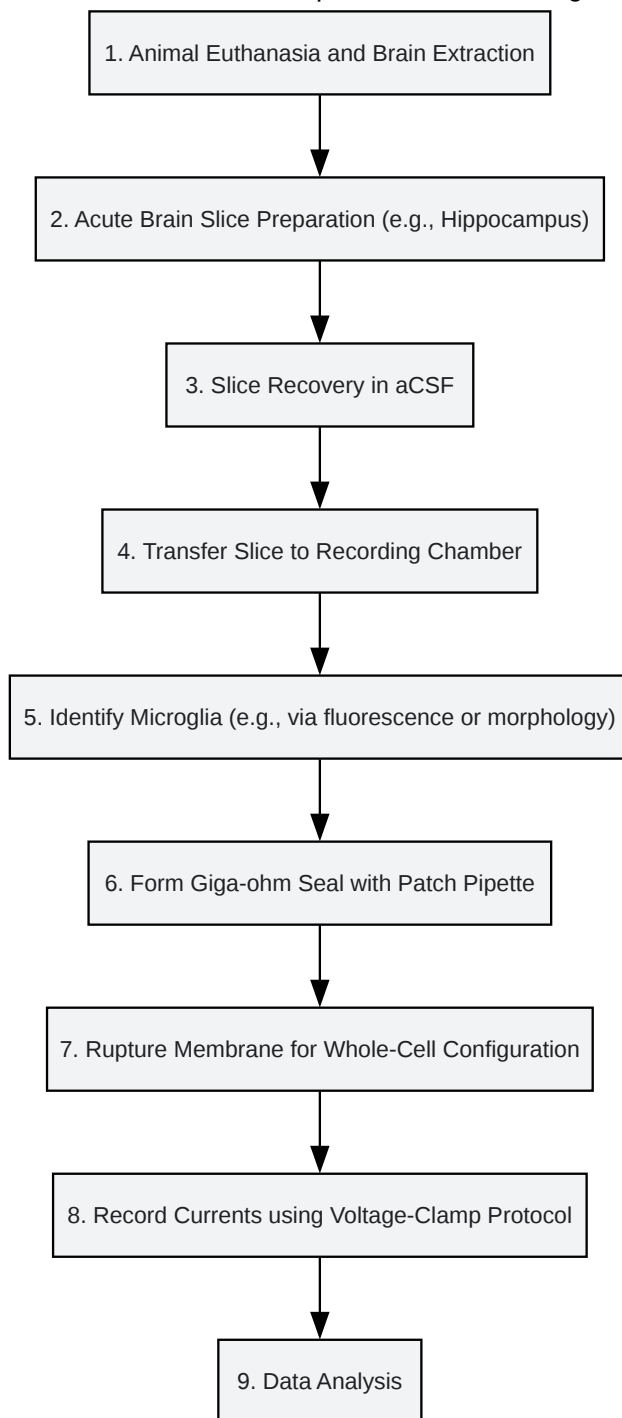 1. Animal Euthanasia and Brain Extraction
2. Acute Brain Slice Preparation (e.g., Hippocampus)
3. Slice Recovery in aCSF
4. Transfer Slice to Recording Chamber
5. Identify Microglia (e.g., via fluorescence or morphology)
6. Form Giga-ohm Seal with Patch Pipette
7. Rupture Membrane for Whole-Cell Configuration
8. Record Currents using Voltage-Clamp Protocol
9. Data Analysis